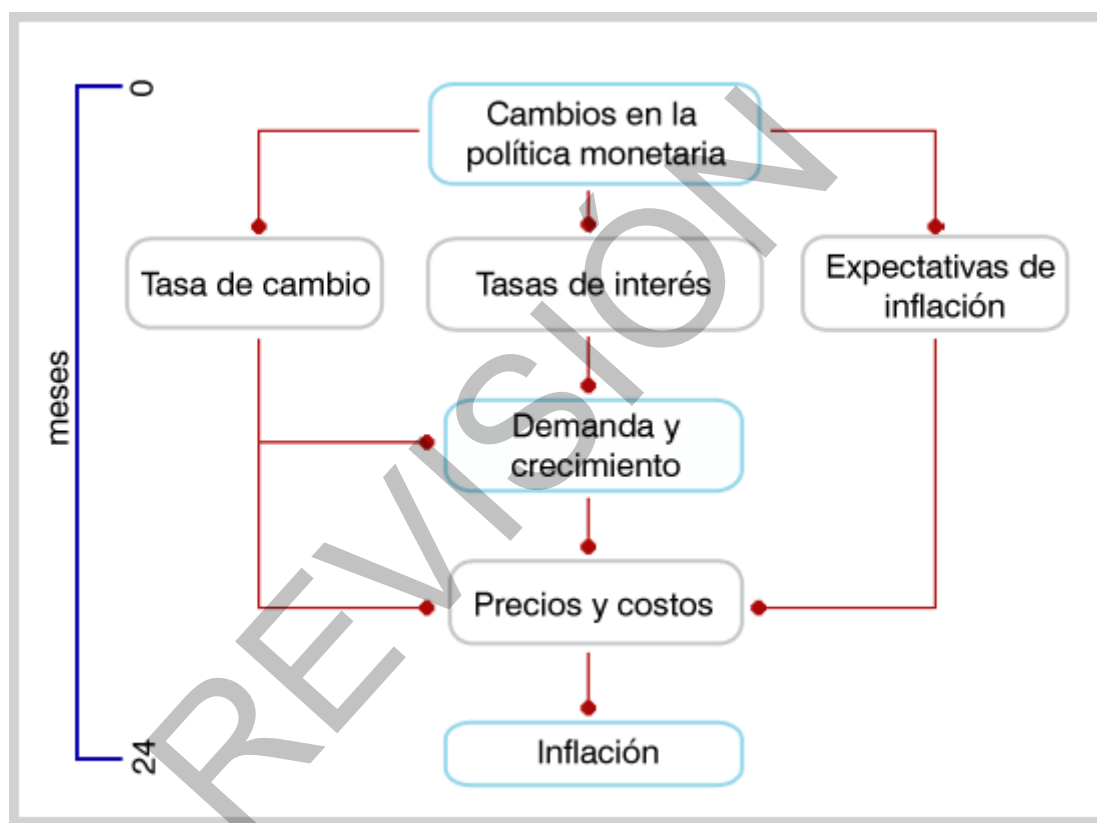 0
Cambios en la
política monetaria
Tasa de cambio
Tasas de interés
Expectativas de
inflación
meses
Demanda y
crecimiento
Precios y costos
Inflación
24
REVISIÓN